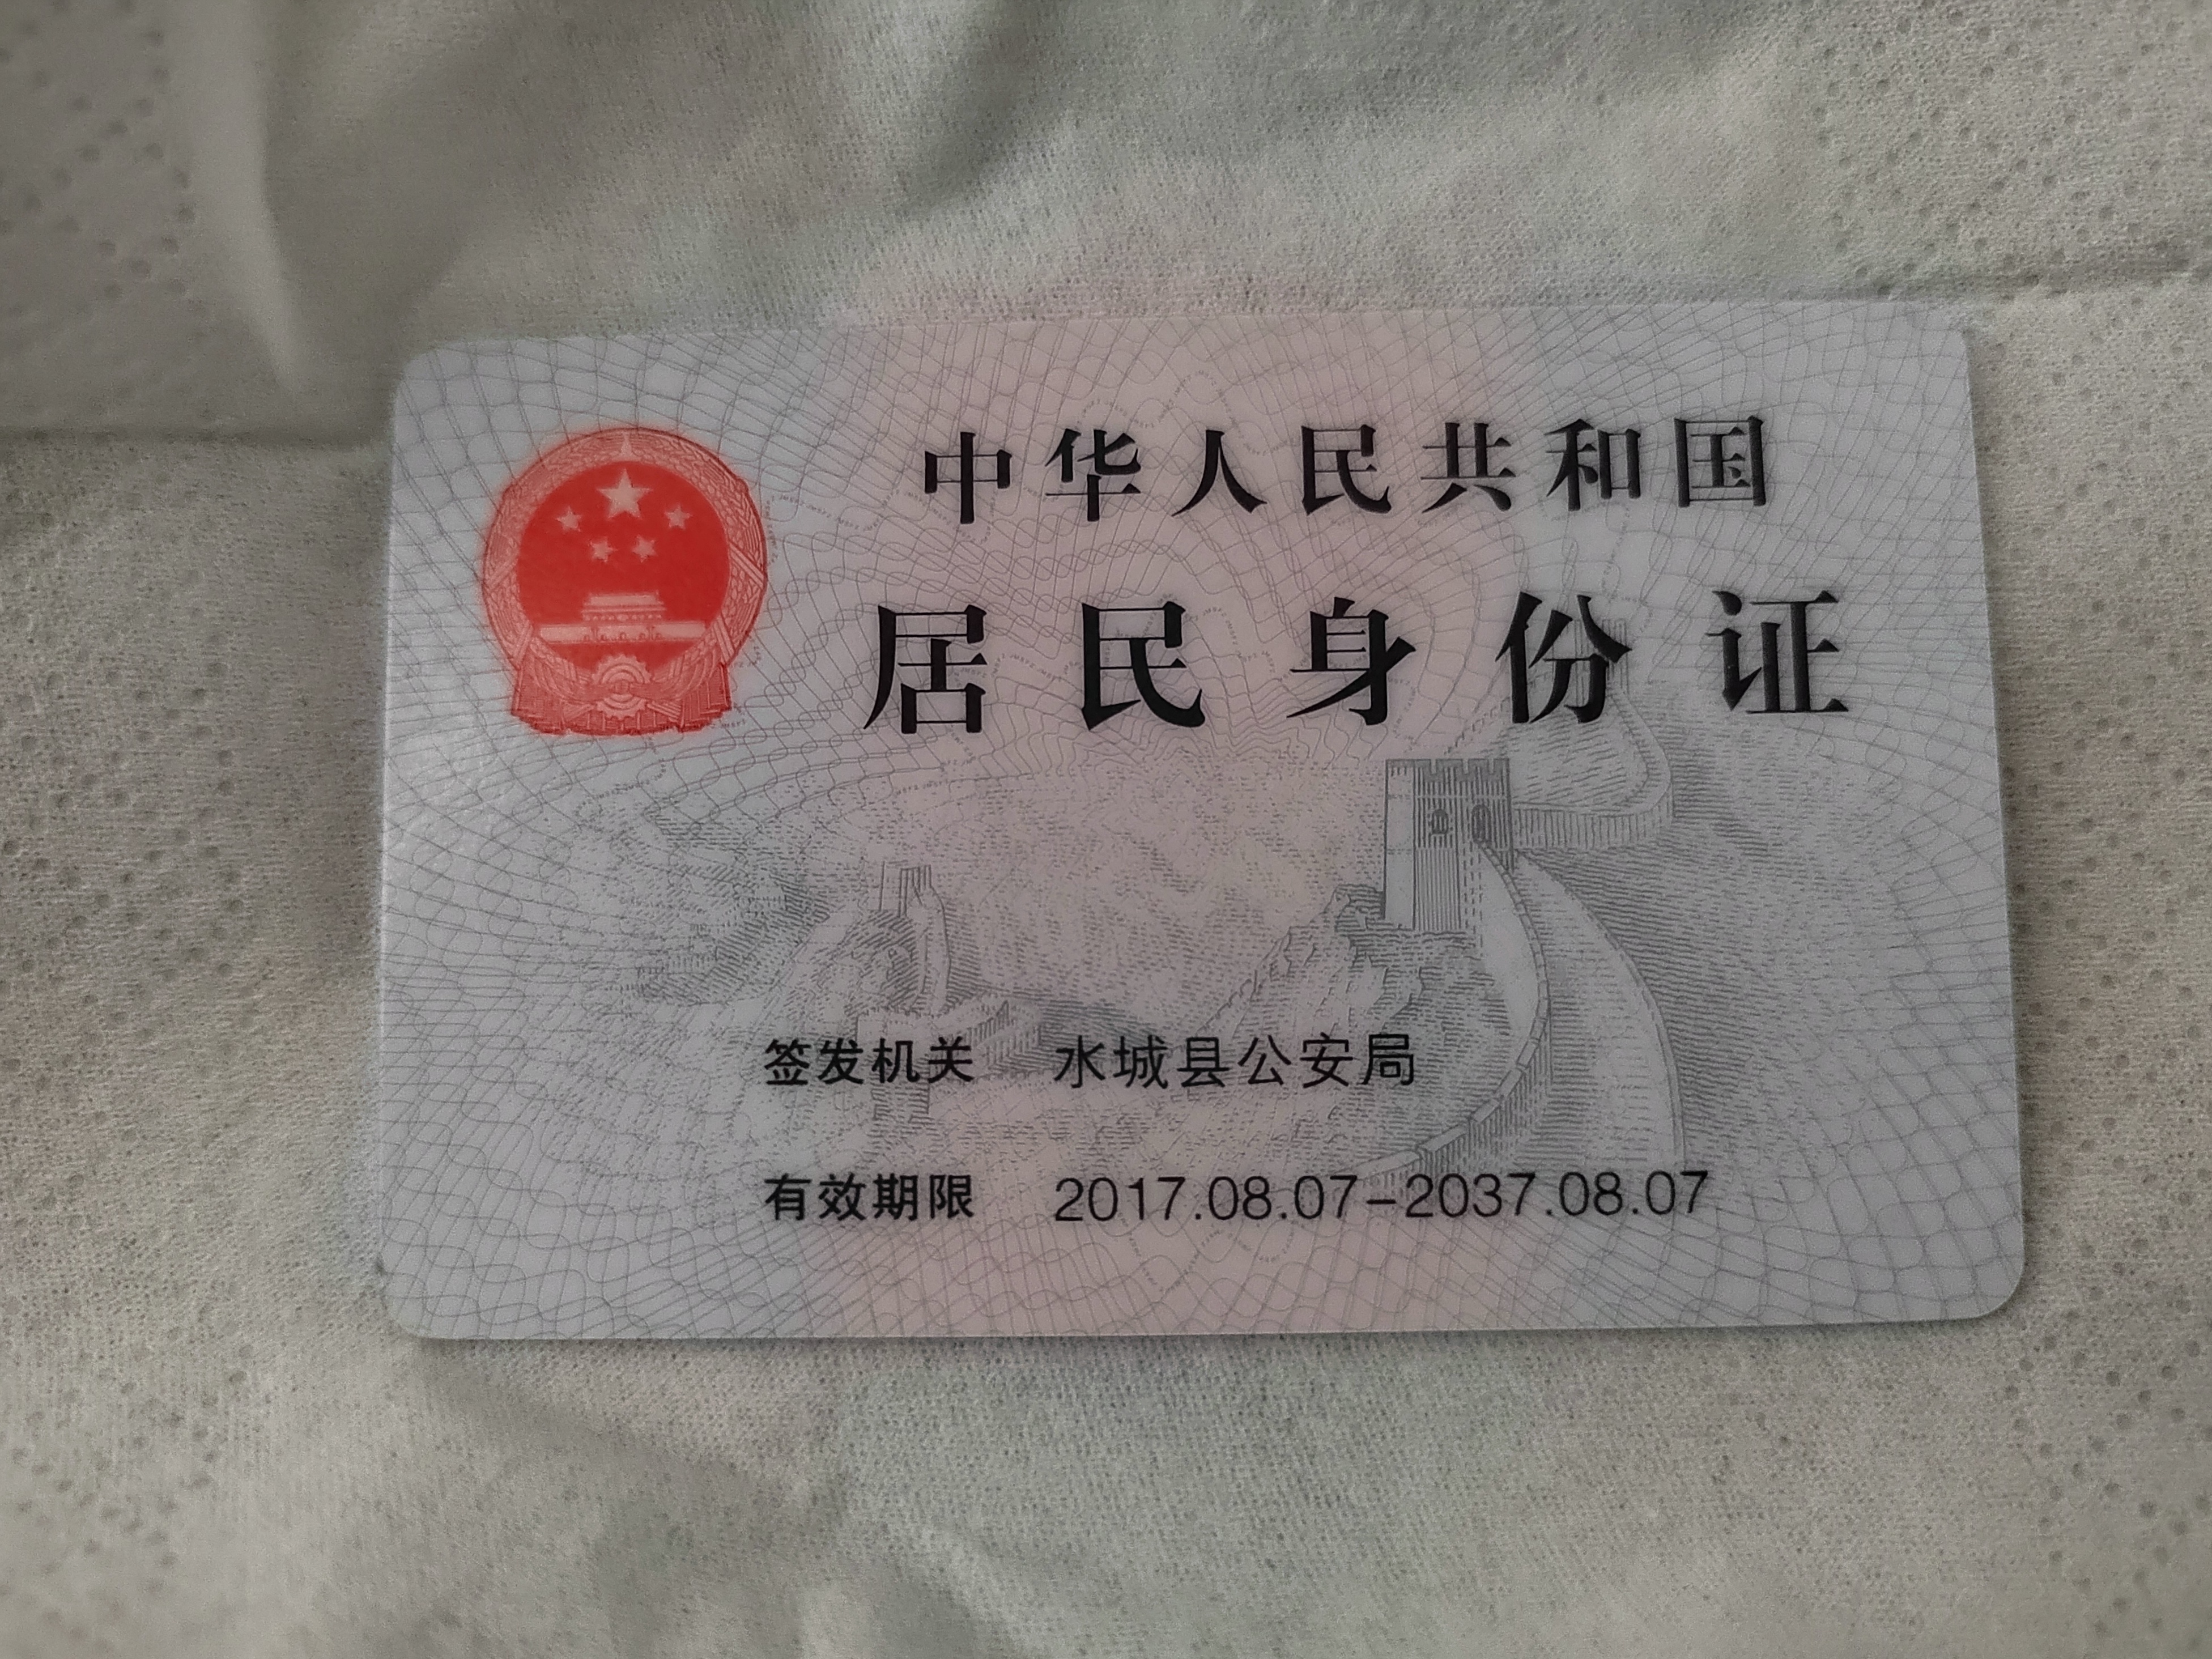 中华人民共和国
居民身份证
签发机关 水城县公安局
有效期限 2017.08.07-2037.08.07